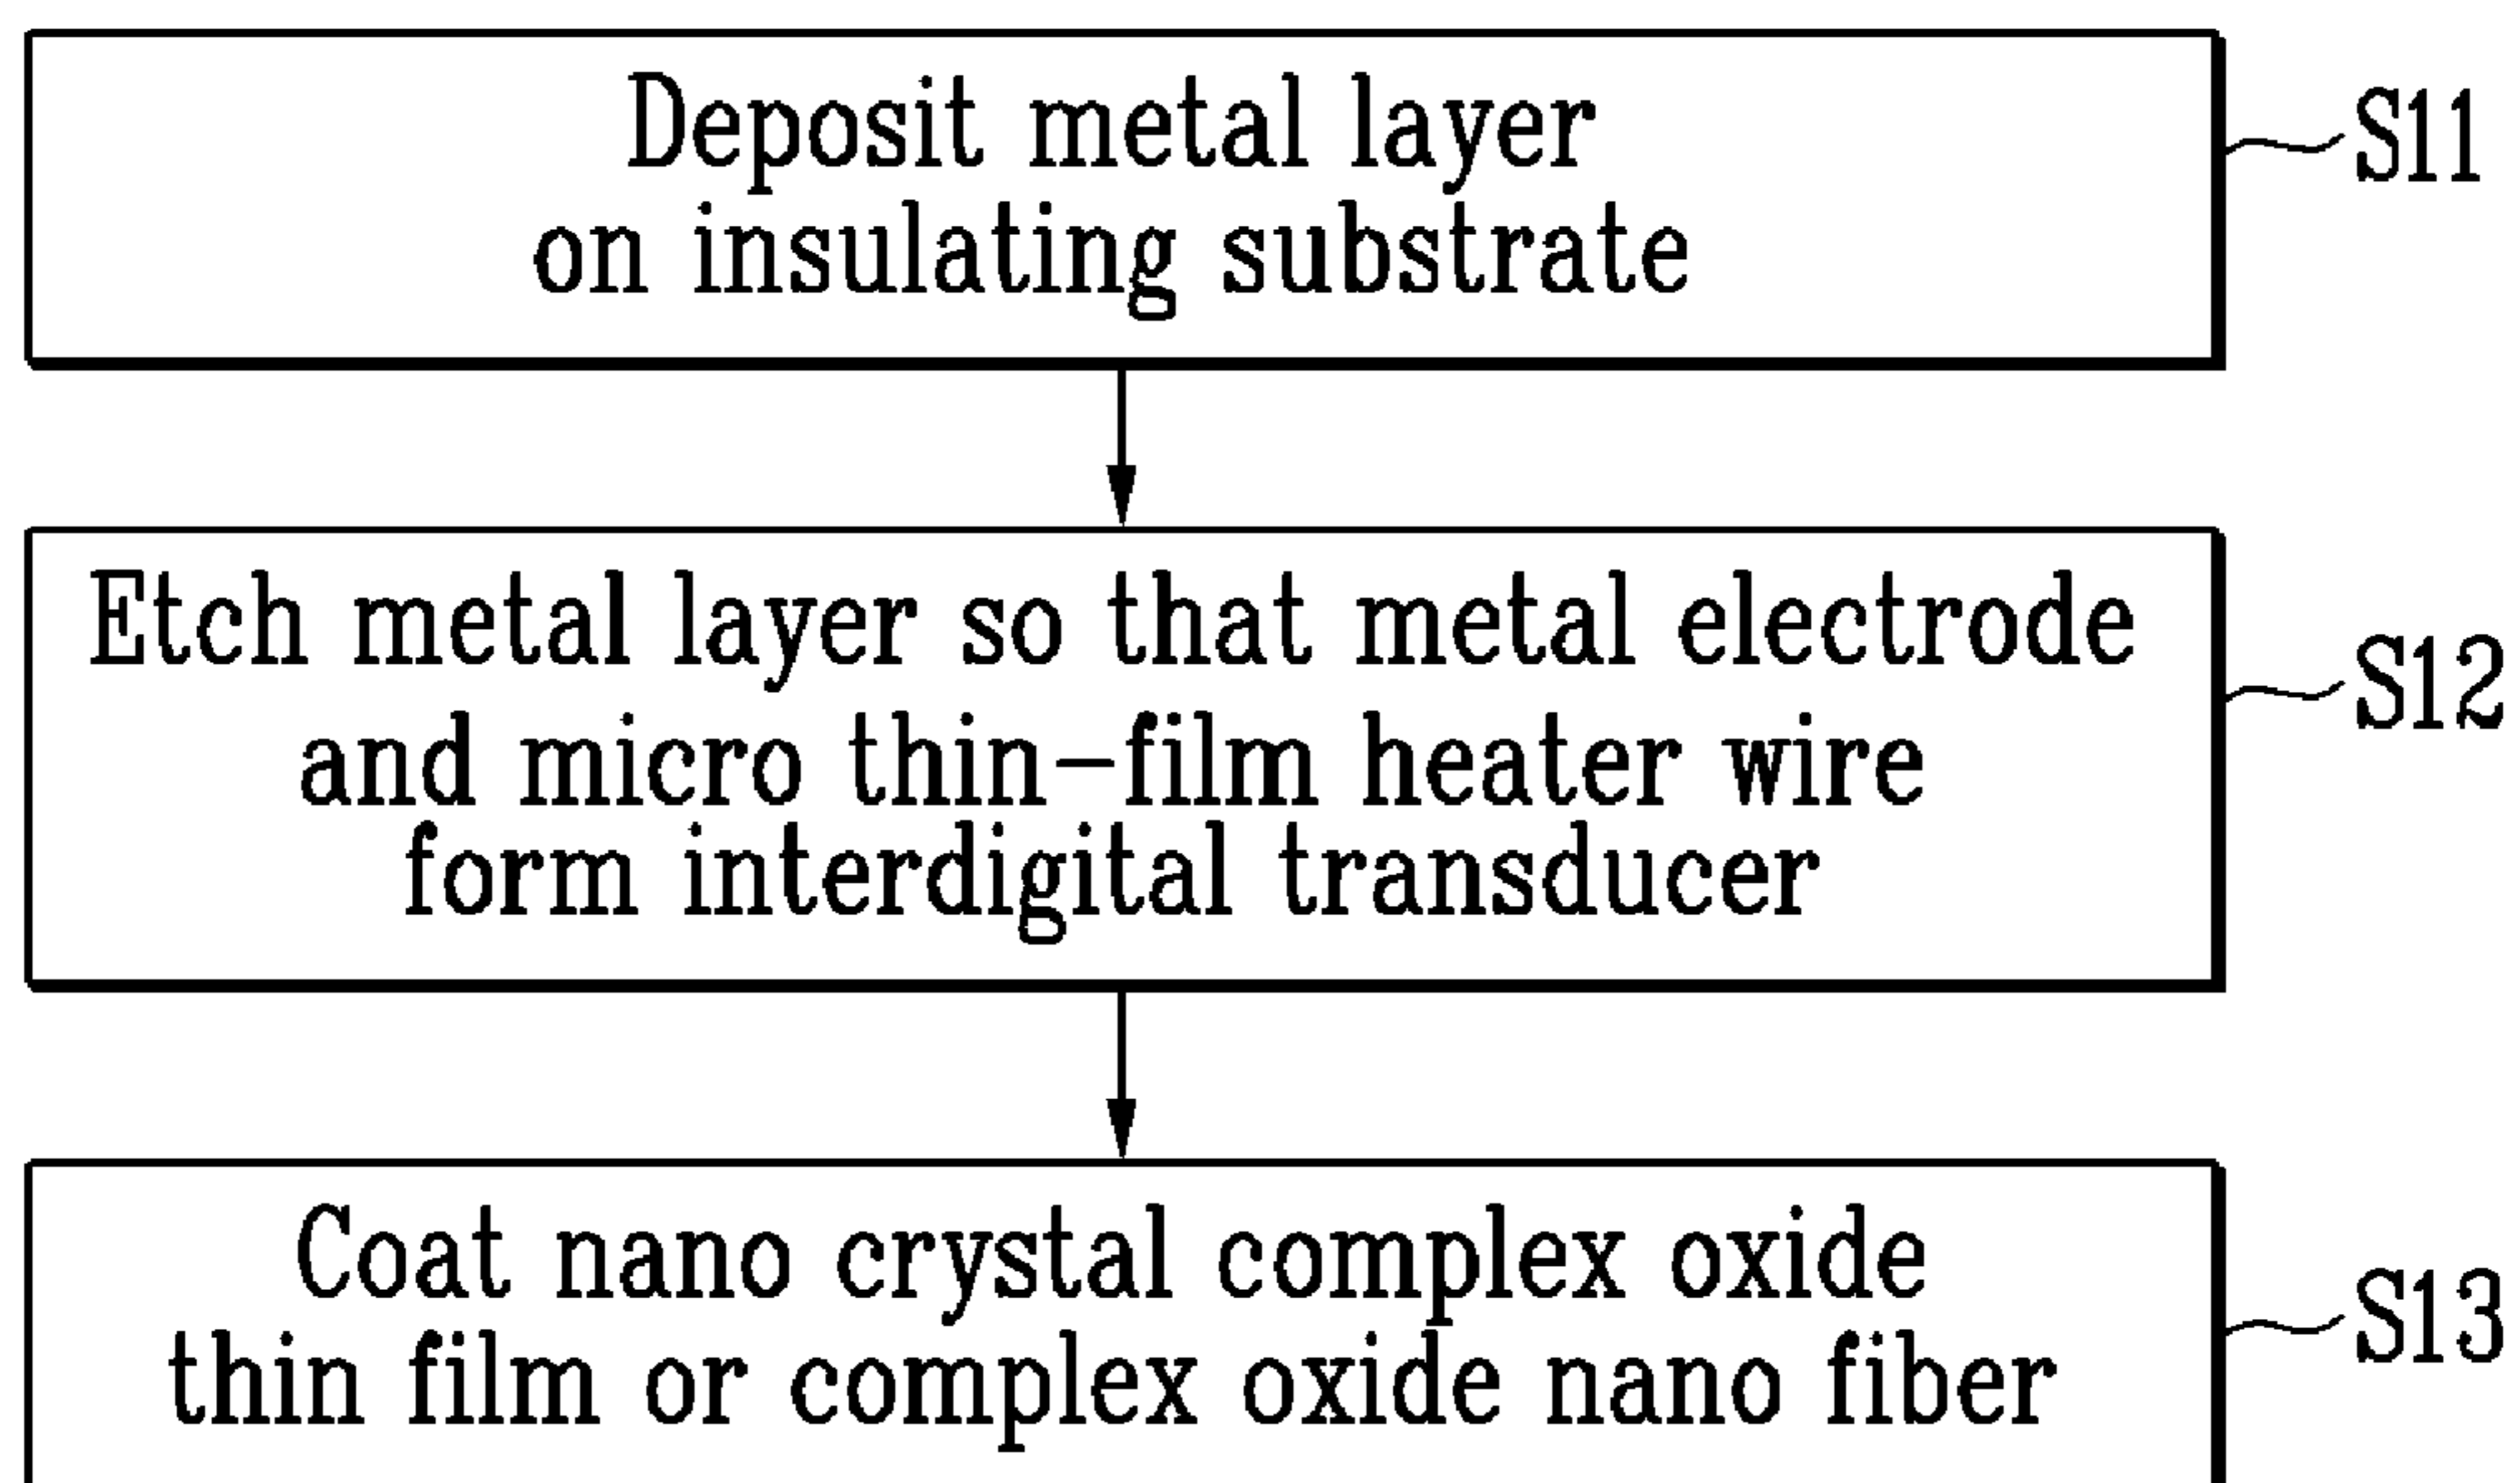 Deposit metal layer
on insulating substrate
S11
Etch metal layer so that metal electrode
and micro thin-film heater wire
form interdigital transducer
S12
Coat nano crystal complex oxide
thin film or complex oxide nano fiber
S13